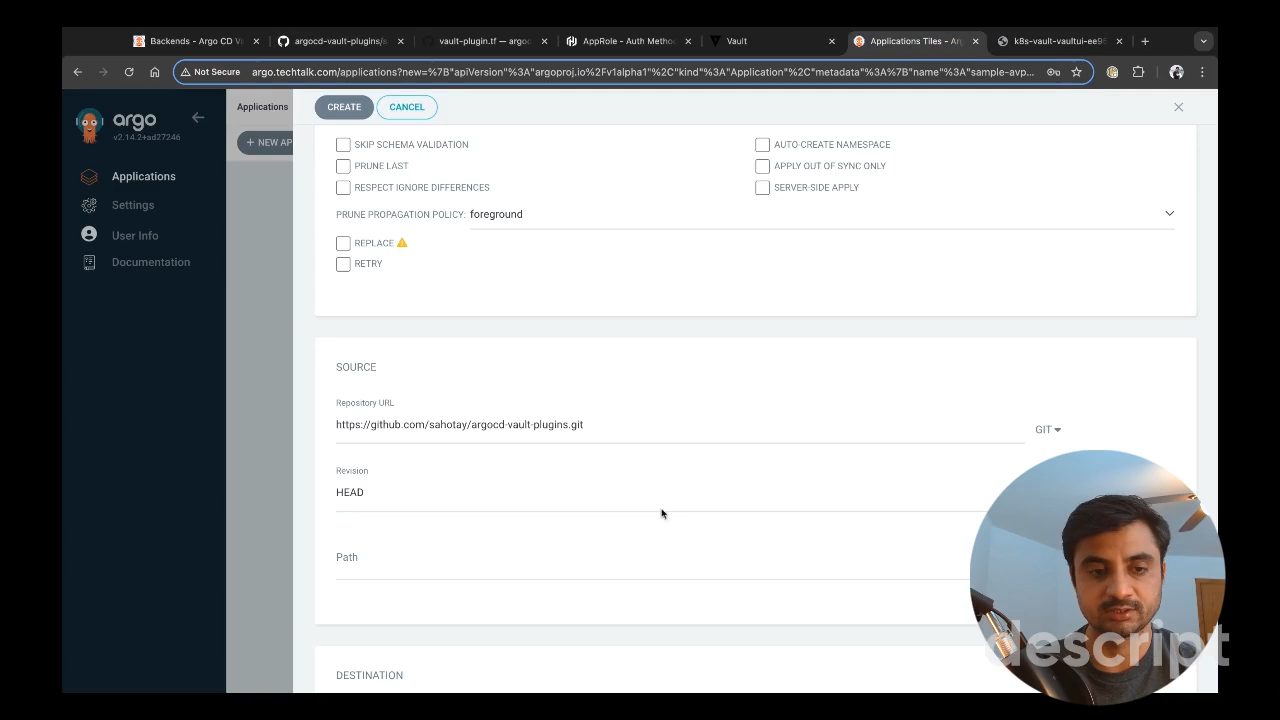 Backends - Argo CD V
argocd-vault-plugins/s
vault-plugin.tf — argoc
AppRole - Auth Metho
Vault
Applications Tiles - Ar
k8s-vault-vaultui-ee9
Not Secure
argo.techtalk.com/applications?new=%7B"apiVersion"%3A"argoproj.io%2Fv1alpha1"%2C"kind"%3A"Application"%2C"metadata"%3A%7B"name"%3A"sample-avp...
argo
v2.14.2+ad27246
Applications
Settings
User Info
Documentation
Applications
+ NEW AP
CREATE
CANCEL
SKIP SCHEMA VALIDATION
AUTO-CREATE NAMESPACE
PRUNE LAST
APPLY OUT OF SYNC ONLY
RESPECT IGNORE DIFFERENCES
SERVER-SIDE APPLY
PRUNE PROPAGATION POLICY: foreground
REPLACE
RETRY
SOURCE
Repository URL
https://github.com/sahotay/argocd-vault-plugins.git
GIT
Revision
HEAD
Path
DESTINATION
descript